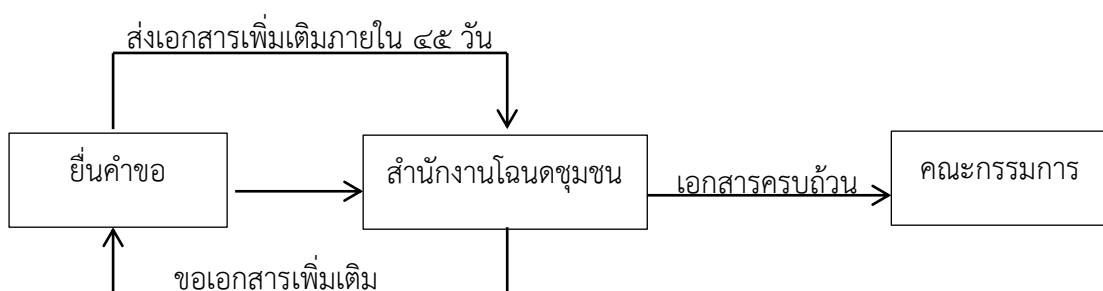 ส่งเอกสารเพิ่มเติมภายใน ๔๕ วัน
ยื่นคำขอ
สำนักงานโฉนดชุมชน
เอกสารครบถ้วน
คณะกรรมการ
ขอเอกสารเพิ่มเติม